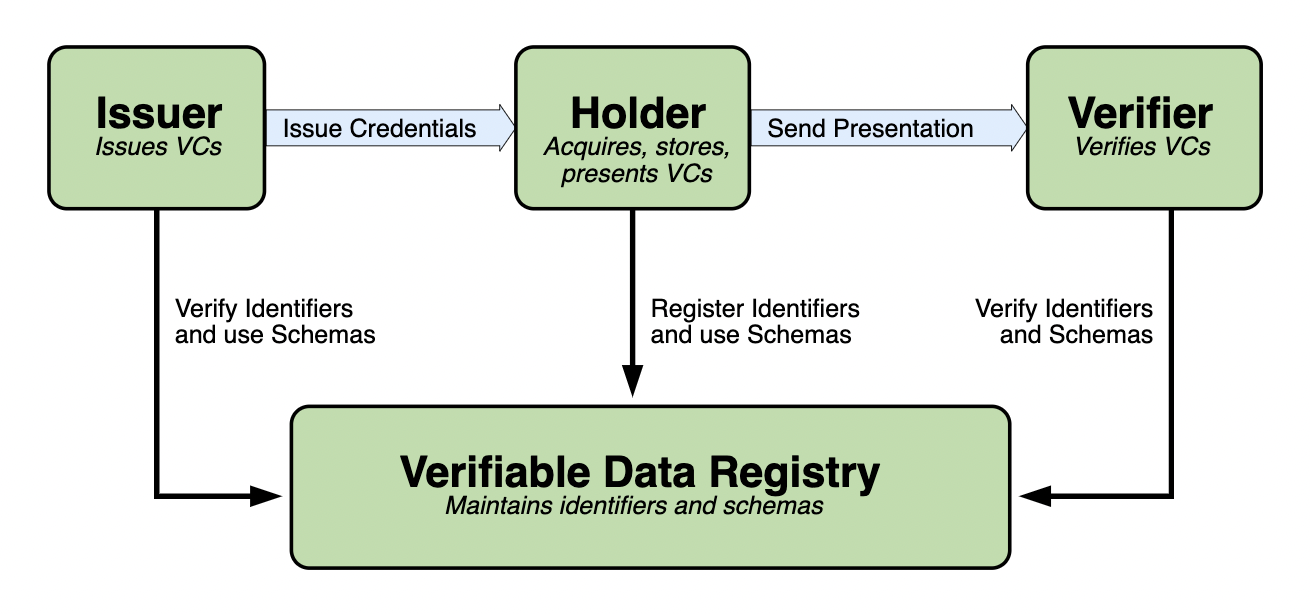 Issuer
Issues VCs
Issue Credentials
Holder
Acquires, stores,
presents VCs
Send Presentation
Verifier
Verifies VCs
Verify Identifiers
and use Schemas
Register Identifiers
and use Schemas
Verify Identifiers
and Schemas
Verifiable Data Registry
Maintains identifiers and schemas